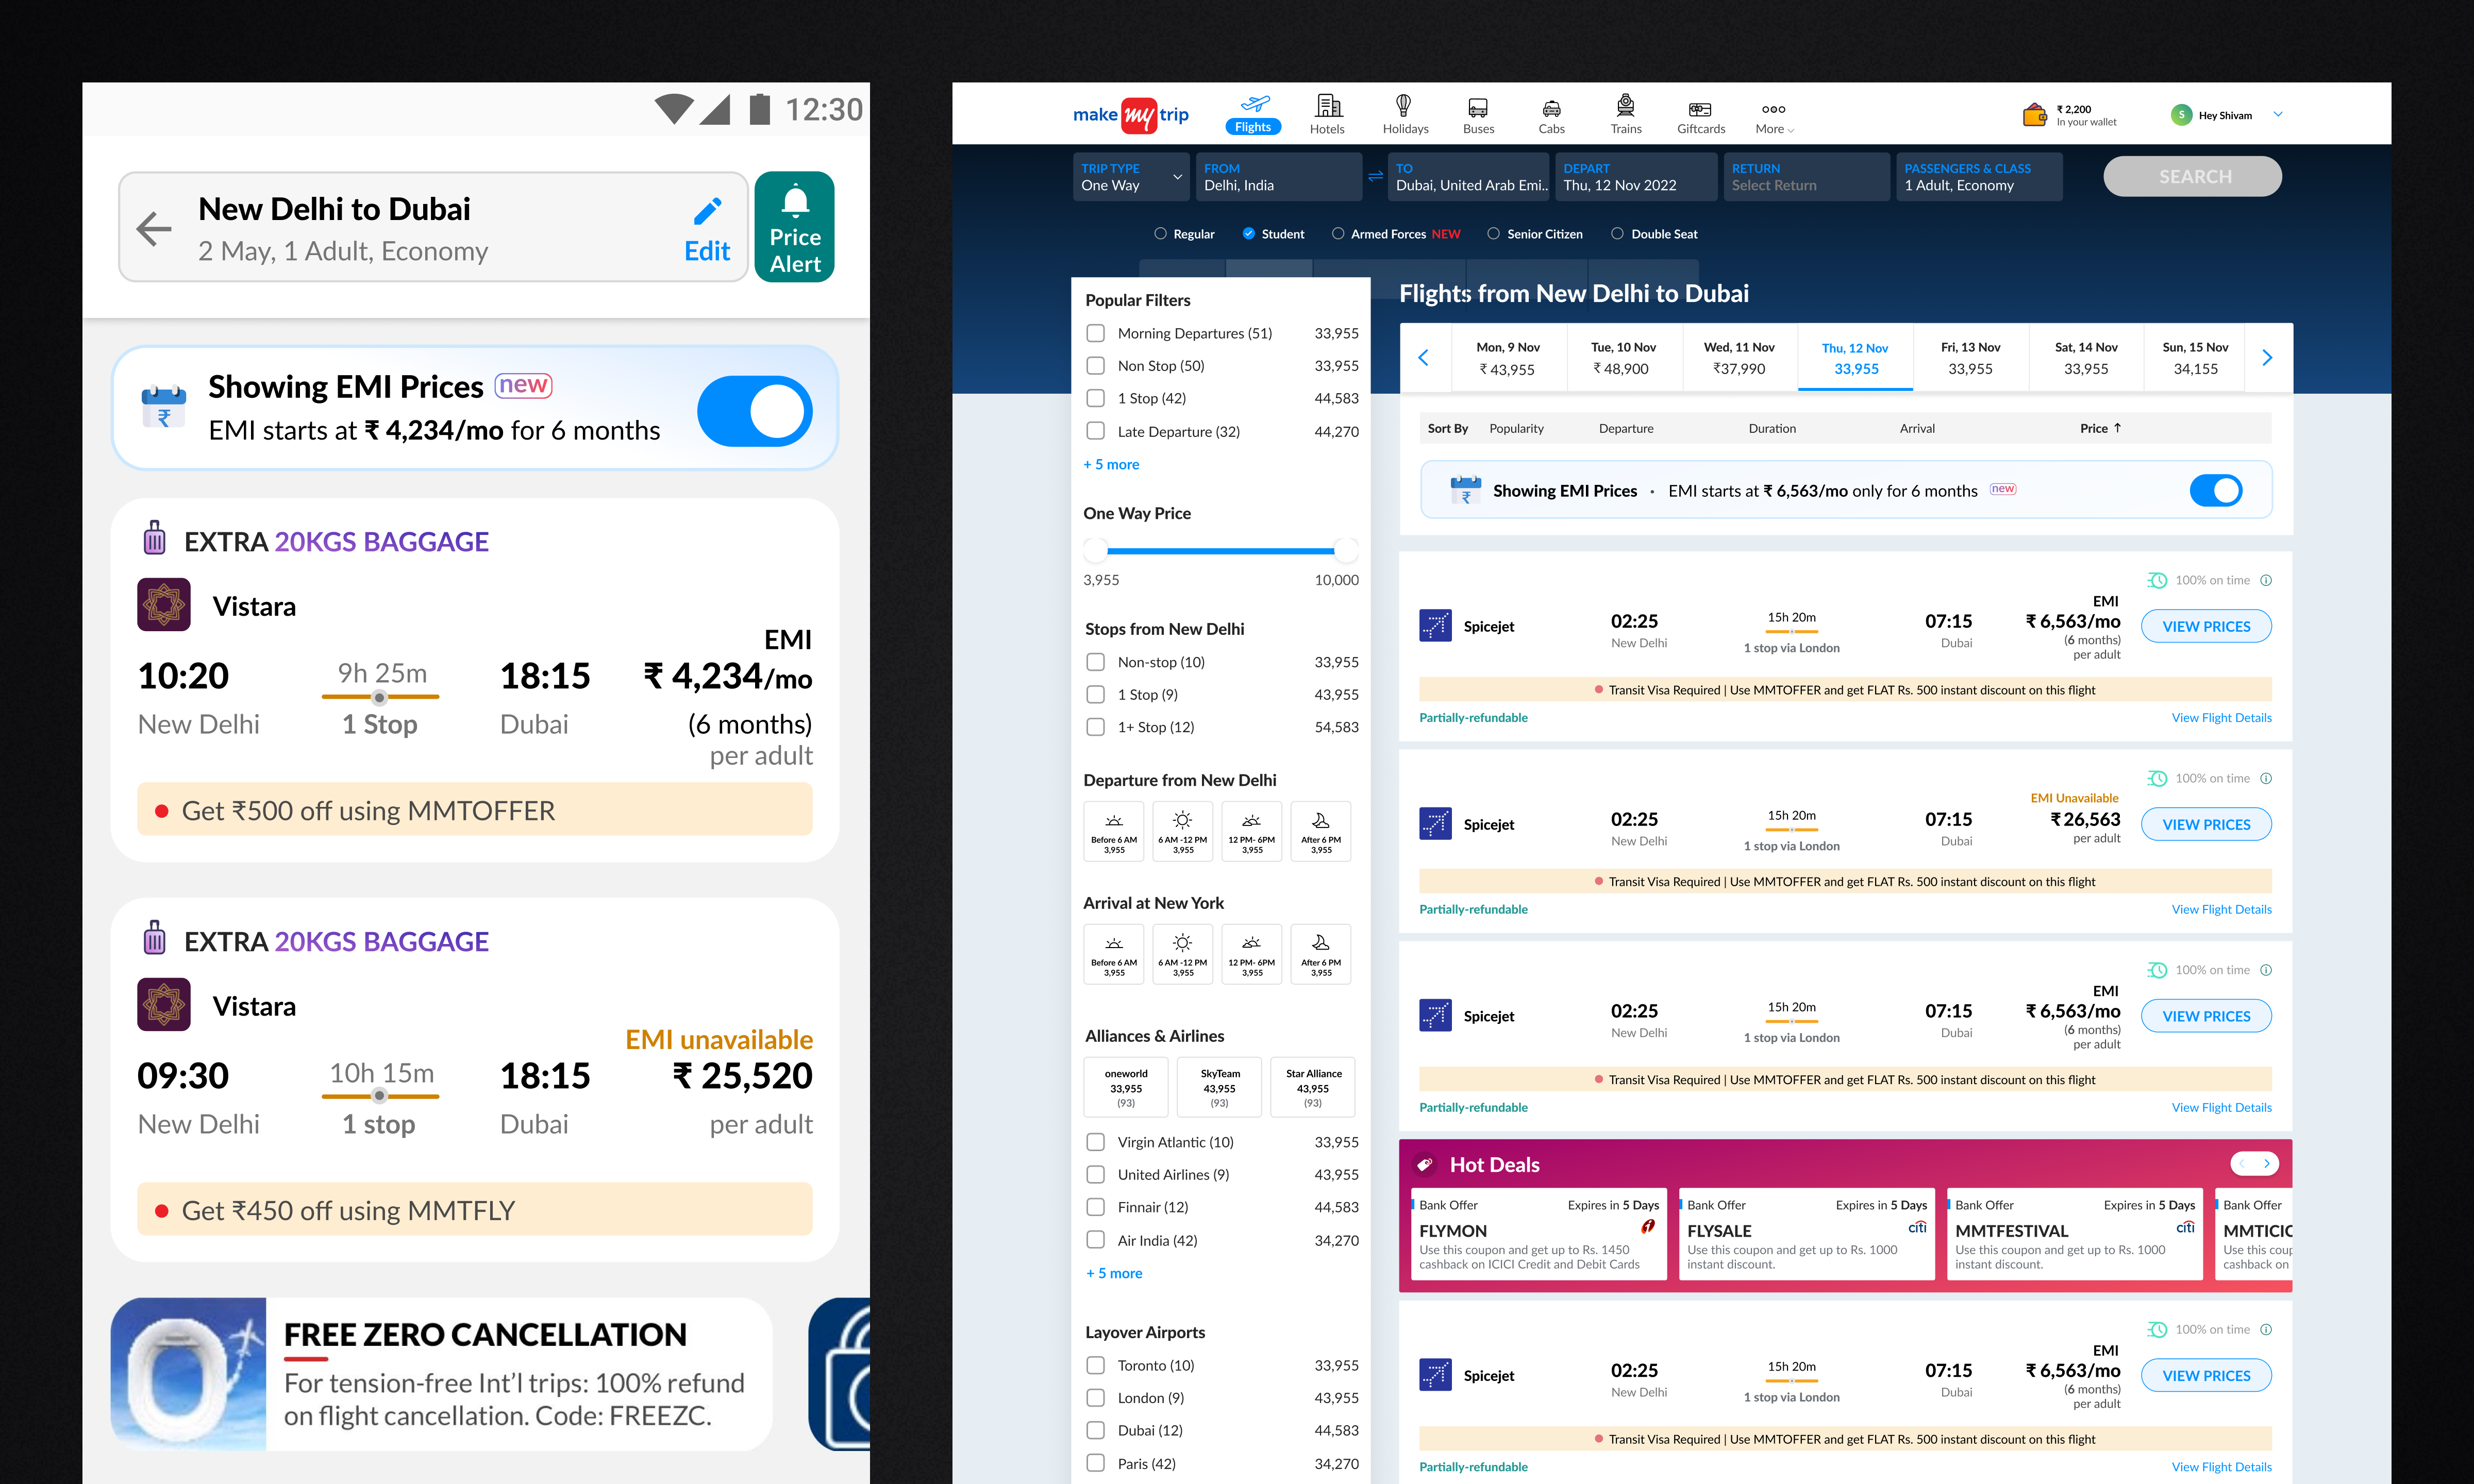 12:30
New Delhi to Dubai
2 May, 1 Adult, Economy
Edit
Price
Alert
Showing EMI Prices new
EMI starts at ₹ 4,234/mo for 6 months
EXTRA 20KGS BAGGAGE
Vistara
EMI
10:20 9h 25m 18:15 ₹ 4,234/mo
New Delhi 1 Stop Dubai (6 months)
per adult
Get ₹500 off using MMTOFFER
EXTRA 20KGS BAGGAGE
Vistara
EMI unavailable
09:30 10h 15m 18:15 ₹ 25,520
New Delhi 1 stop Dubai per adult
Get ₹450 off using MMTFLY
FREE ZERO CANCELLATION
For tension-free Int'l trips: 100% refund
on flight cancellation. Code: FREEZC.
make my trip
Flights Hotels Holidays Buses Cabs Trains Giftcards More
₹ 2,200
In your wallet
S Hey Shivam
TRIP TYPE FROM TO DEPART RETURN PASSENGERS & CLASS
One Way Delhi, India Dubai, United Arab Emi.. Thu, 12 Nov 2022 Select Return 1 Adult, Economy
SEARCH
Regular Student Armed Forces NEW Senior Citizen Double Seat
Popular Filters
Morning Departures (51) 33,955
Non Stop (50) 33,955
1 Stop (42) 44,583
Late Departure (32) 44,270
+ 5 more
One Way Price
3,955 10,000
Stops from New Delhi
Non-stop (10) 33,955
1 Stop (9) 43,955
1+ Stop (12) 54,583
Departure from New Delhi
Before 6 AM 6 AM -12 PM 12 PM- 6PM After 6 PM
3,955 3,955 3,955 3,955
Arrival at New York
Before 6 AM 6 AM -12 PM 12 PM- 6PM After 6 PM
3,955 3,955 3,955 3,955
Alliances & Airlines
oneworld SkyTeam Star Alliance
33,955 43,955 43,955
(93) (93) (93)
Virgin Atlantic (10) 33,955
United Airlines (9) 43,955
Finnair (12) 44,583
Air India (42) 34,270
+ 5 more
Layover Airports
Toronto (10) 33,955
London (9) 43,955
Dubai (12) 44,583
Paris (42) 34,270
Flights from New Delhi to Dubai
Mon, 9 Nov Tue, 10 Nov Wed, 11 Nov Thu, 12 Nov Fri, 13 Nov Sat, 14 Nov Sun, 15 Nov
₹ 43,955 ₹ 48,900 ₹37,990 33,955 33,955 33,955 34,155
Sort By Popularity Departure Duration Arrival Price ↑
Showing EMI Prices • EMI starts at ₹ 6,563/mo only for 6 months new
100% on time
EMI
Spicejet 02:25 15h 20m 07:15 ₹ 6,563/mo VIEW PRICES
New Delhi 1 stop via London Dubai (6 months)
per adult
Transit Visa Required | Use MMTOFFER and get FLAT Rs. 500 instant discount on this flight
Partially-refundable View Flight Details
100% on time
EMI Unavailable
Spicejet 02:25 15h 20m 07:15 ₹26,563 VIEW PRICES
New Delhi 1 stop via London Dubai per adult
Transit Visa Required | Use MMTOFFER and get FLAT Rs. 500 instant discount on this flight
Partially-refundable View Flight Details
100% on time
EMI
Spicejet 02:25 15h 20m 07:15 ₹ 6,563/mo VIEW PRICES
New Delhi 1 stop via London Dubai (6 months)
per adult
Transit Visa Required | Use MMTOFFER and get FLAT Rs. 500 instant discount on this flight
Partially-refundable View Flight Details
Hot Deals
Bank Offer Expires in 5 Days
FLYMON
Use this coupon and get up to Rs. 1450
cashback on ICICI Credit and Debit Cards
Bank Offer Expires in 5 Days
FLYSALE citi
Use this coupon and get up to Rs. 1000
instant discount.
Bank Offer Expires in 5 Days
MMTFESTIVAL citi
Use this coupon and get up to Rs. 1000
instant discount.
Bank Offer
MMTICIC
Use this coup
cashback on
100% on time
EMI
Spicejet 02:25 15h 20m 07:15 ₹ 6,563/mo VIEW PRICES
New Delhi 1 stop via London Dubai (6 months)
per adult
Transit Visa Required | Use MMTOFFER and get FLAT Rs. 500 instant discount on this flight
Partially-refundable View Flight Details